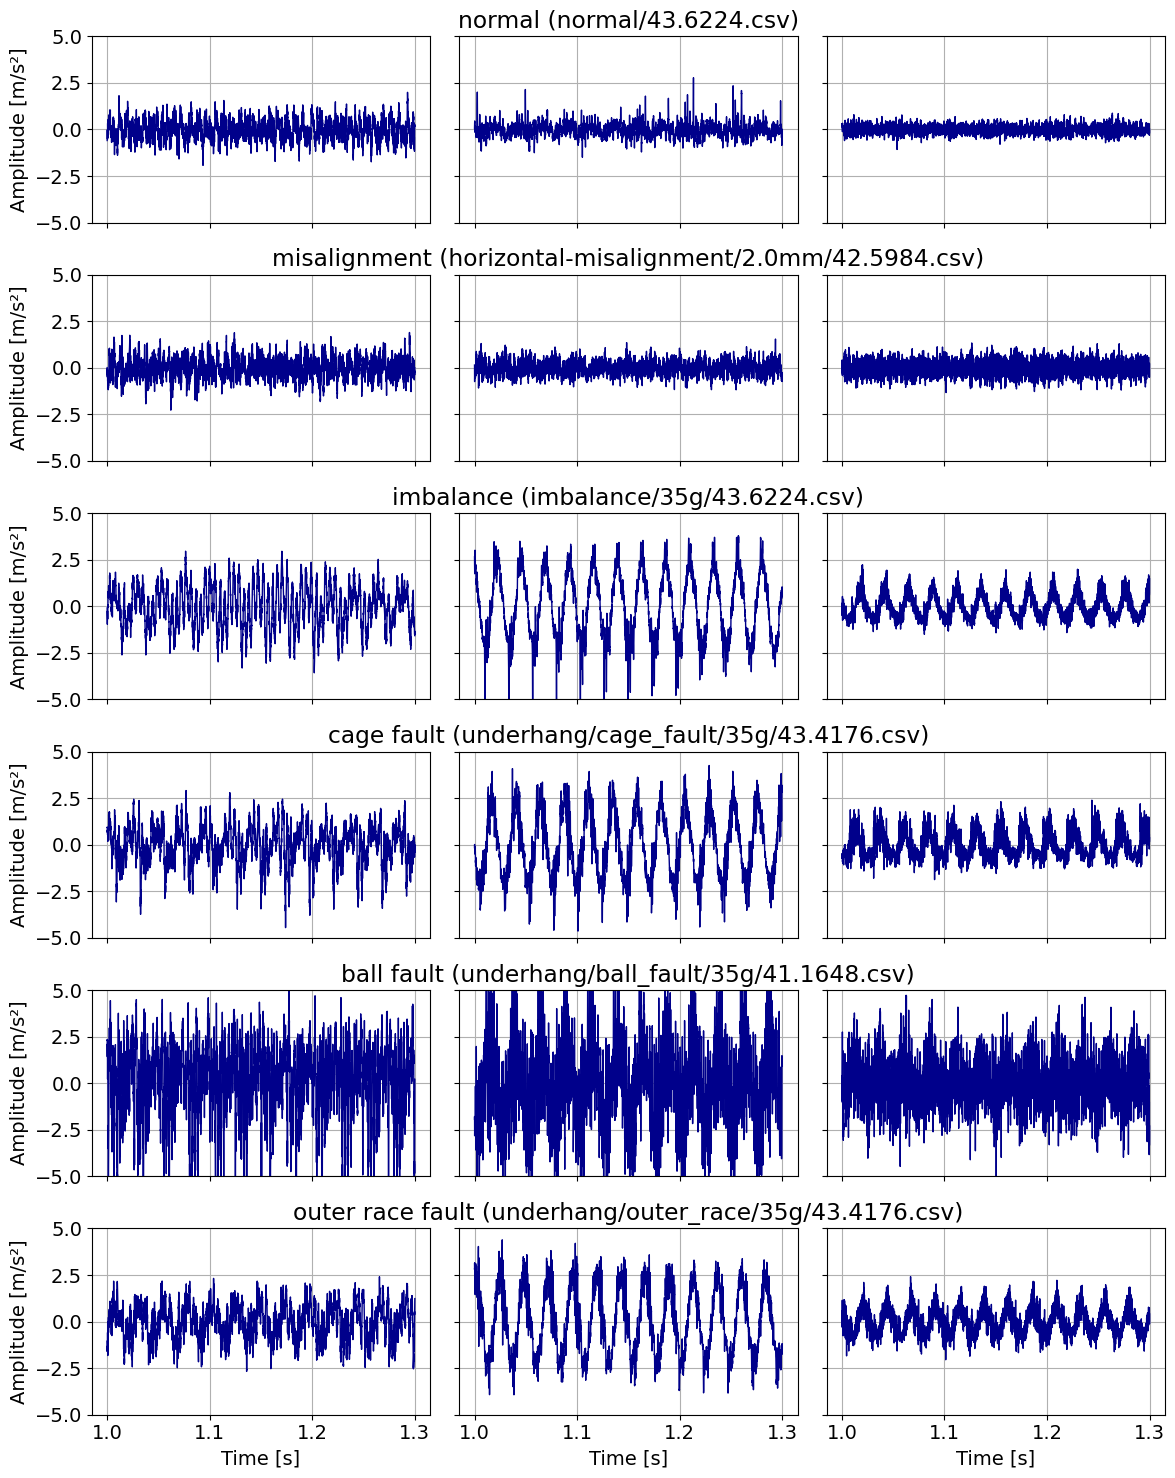 normal (normal/43.6224.csv)
Amplitude [m/s²]
5.0
2.5
0.0
−2.5
−5.0
misalignment (horizontal-misalignment/2.0mm/42.5984.csv)
Amplitude [m/s²]
5.0
2.5
0.0
−2.5
−5.0
imbalance (imbalance/35g/43.6224.csv)
Amplitude [m/s²]
5.0
2.5
0.0
−2.5
−5.0
cage fault (underhang/cage_fault/35g/43.4176.csv)
Amplitude [m/s²]
5.0
2.5
0.0
−2.5
−5.0
ball fault (underhang/ball_fault/35g/41.1648.csv)
Amplitude [m/s²]
5.0
2.5
0.0
−2.5
−5.0
outer race fault (underhang/outer_race/35g/43.4176.csv)
Amplitude [m/s²]
5.0
2.5
0.0
−2.5
−5.0
1.0 1.1 1.2 1.3 1.0 1.1 1.2 1.3 1.0 1.1 1.2 1.3
Time [s] Time [s] Time [s]